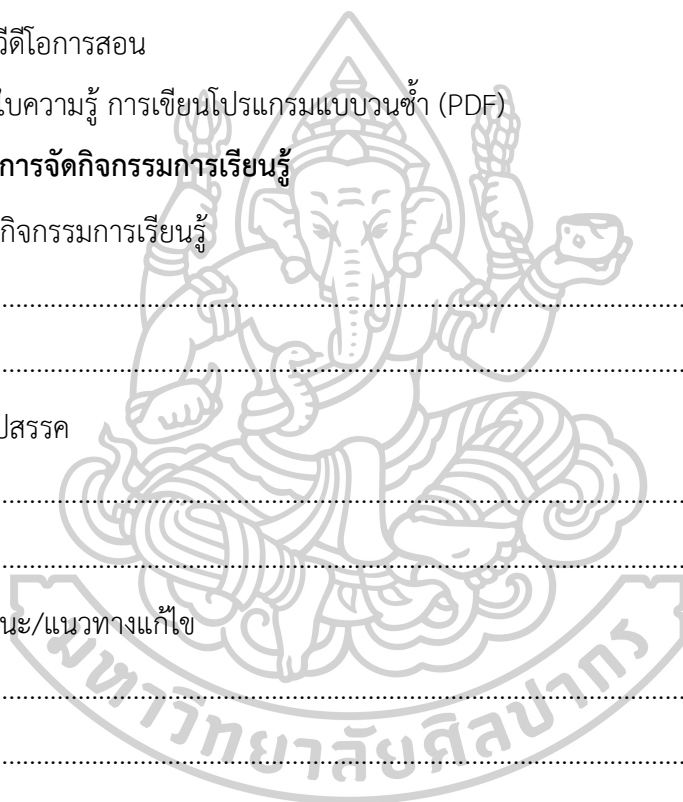 วีดีโอการสอน
ใบความรู้ การเขียนโปรแกรมแบบวนซ้ำ (PDF)
การจัดกิจกรรมการเรียนรู้
กิจกรรมการเรียนรู้
................................................................................
................................................................................
ปสรรค
................................................................................
................................................................................
นะ/แนวทางแก้ไข
................................................................................
................................................................................
มหาวิทยาลัยศิลปากร